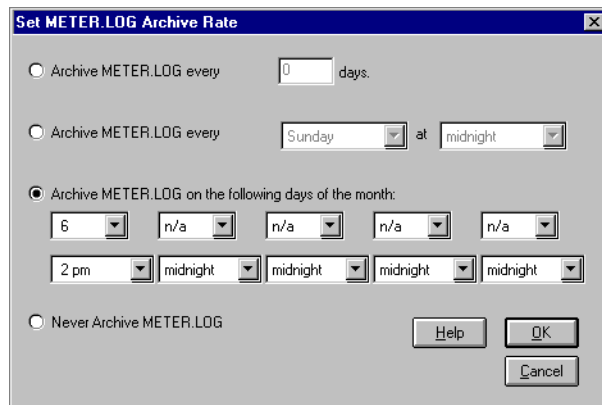 Set METER.LOG Archive Rate
Archive METER.LOG every 0 days.
Archive METER.LOG every Sunday at midnight
Archive METER.LOG on the following days of the month:
6 n/a n/a n/a n/a
2 pm midnight midnight midnight midnight
Never Archive METER.LOG
Help OK
Cancel